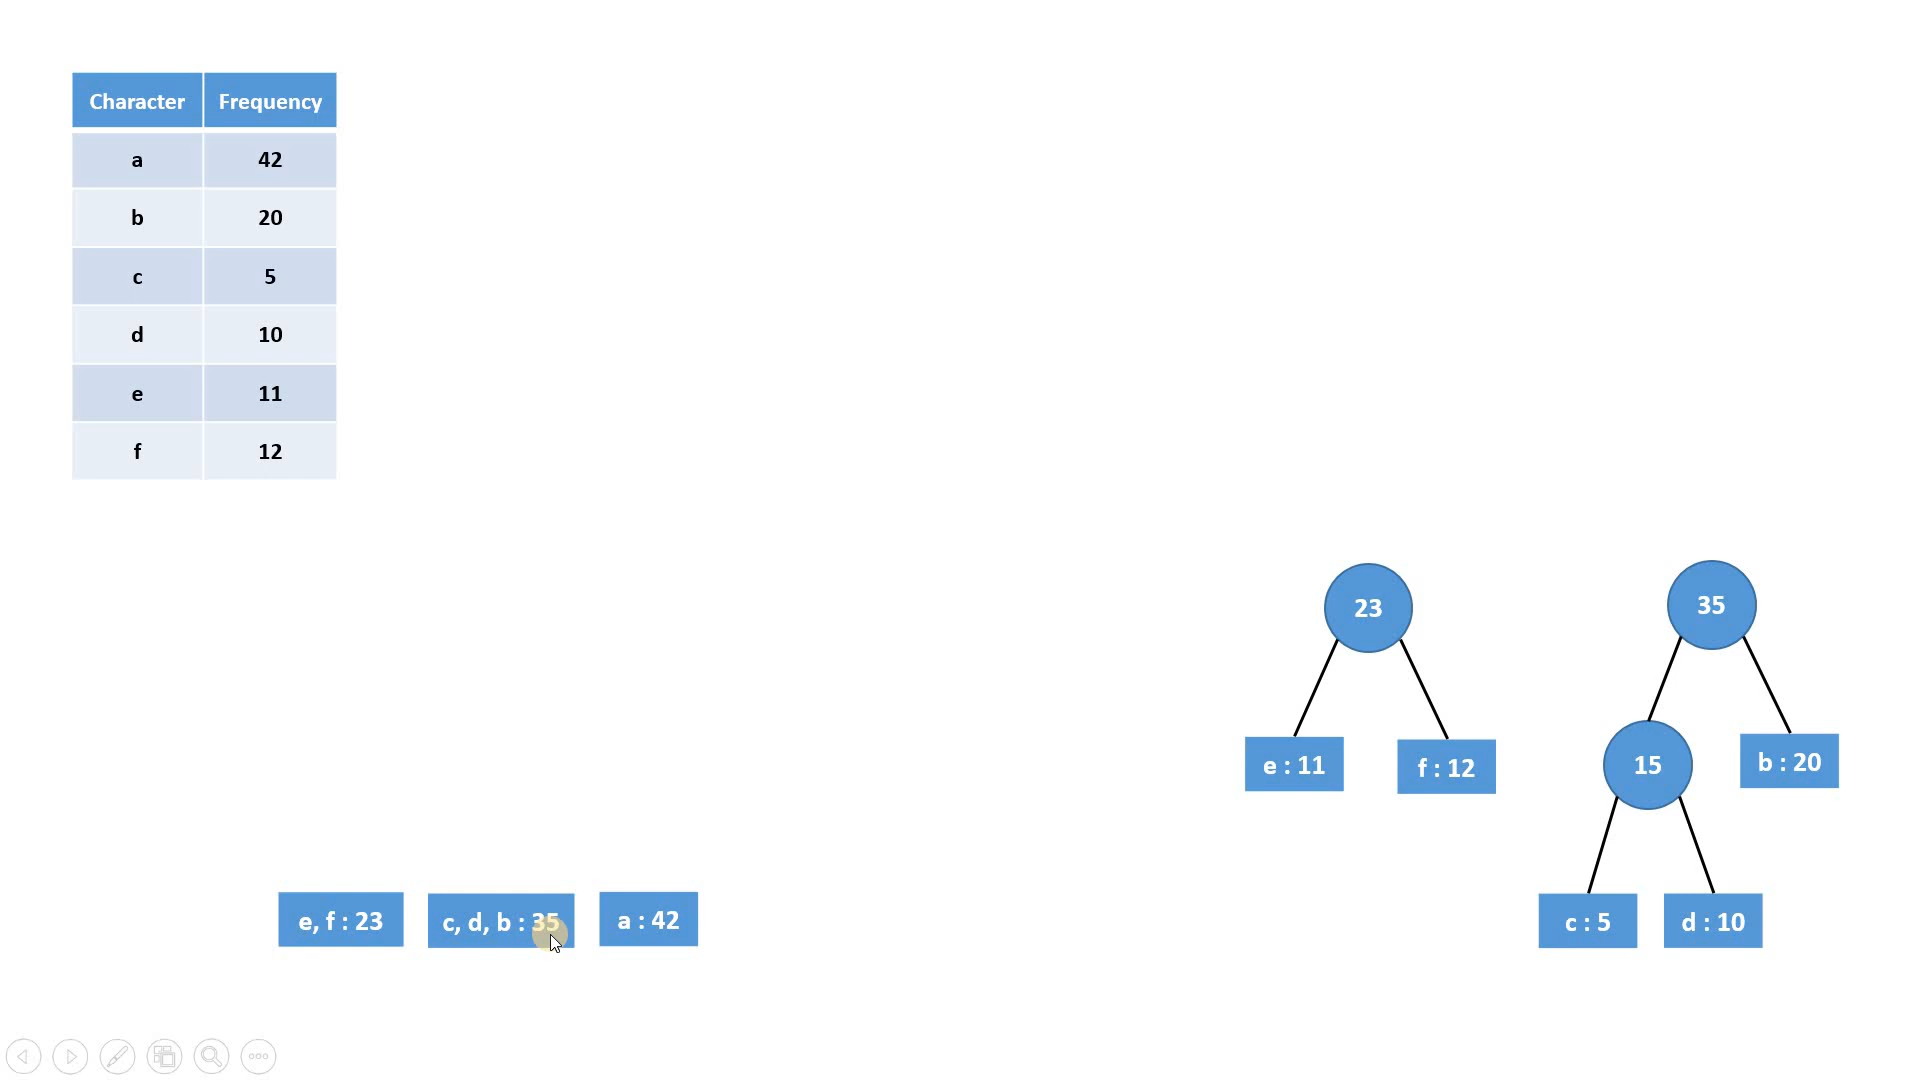 Character Frequency
a 42
b 20
c 5
d 10
e 11
f 12
23 35
e : 11 f : 12 15 b : 20
e, f : 23 c, d, b : 35 a : 42 c : 5 d : 10